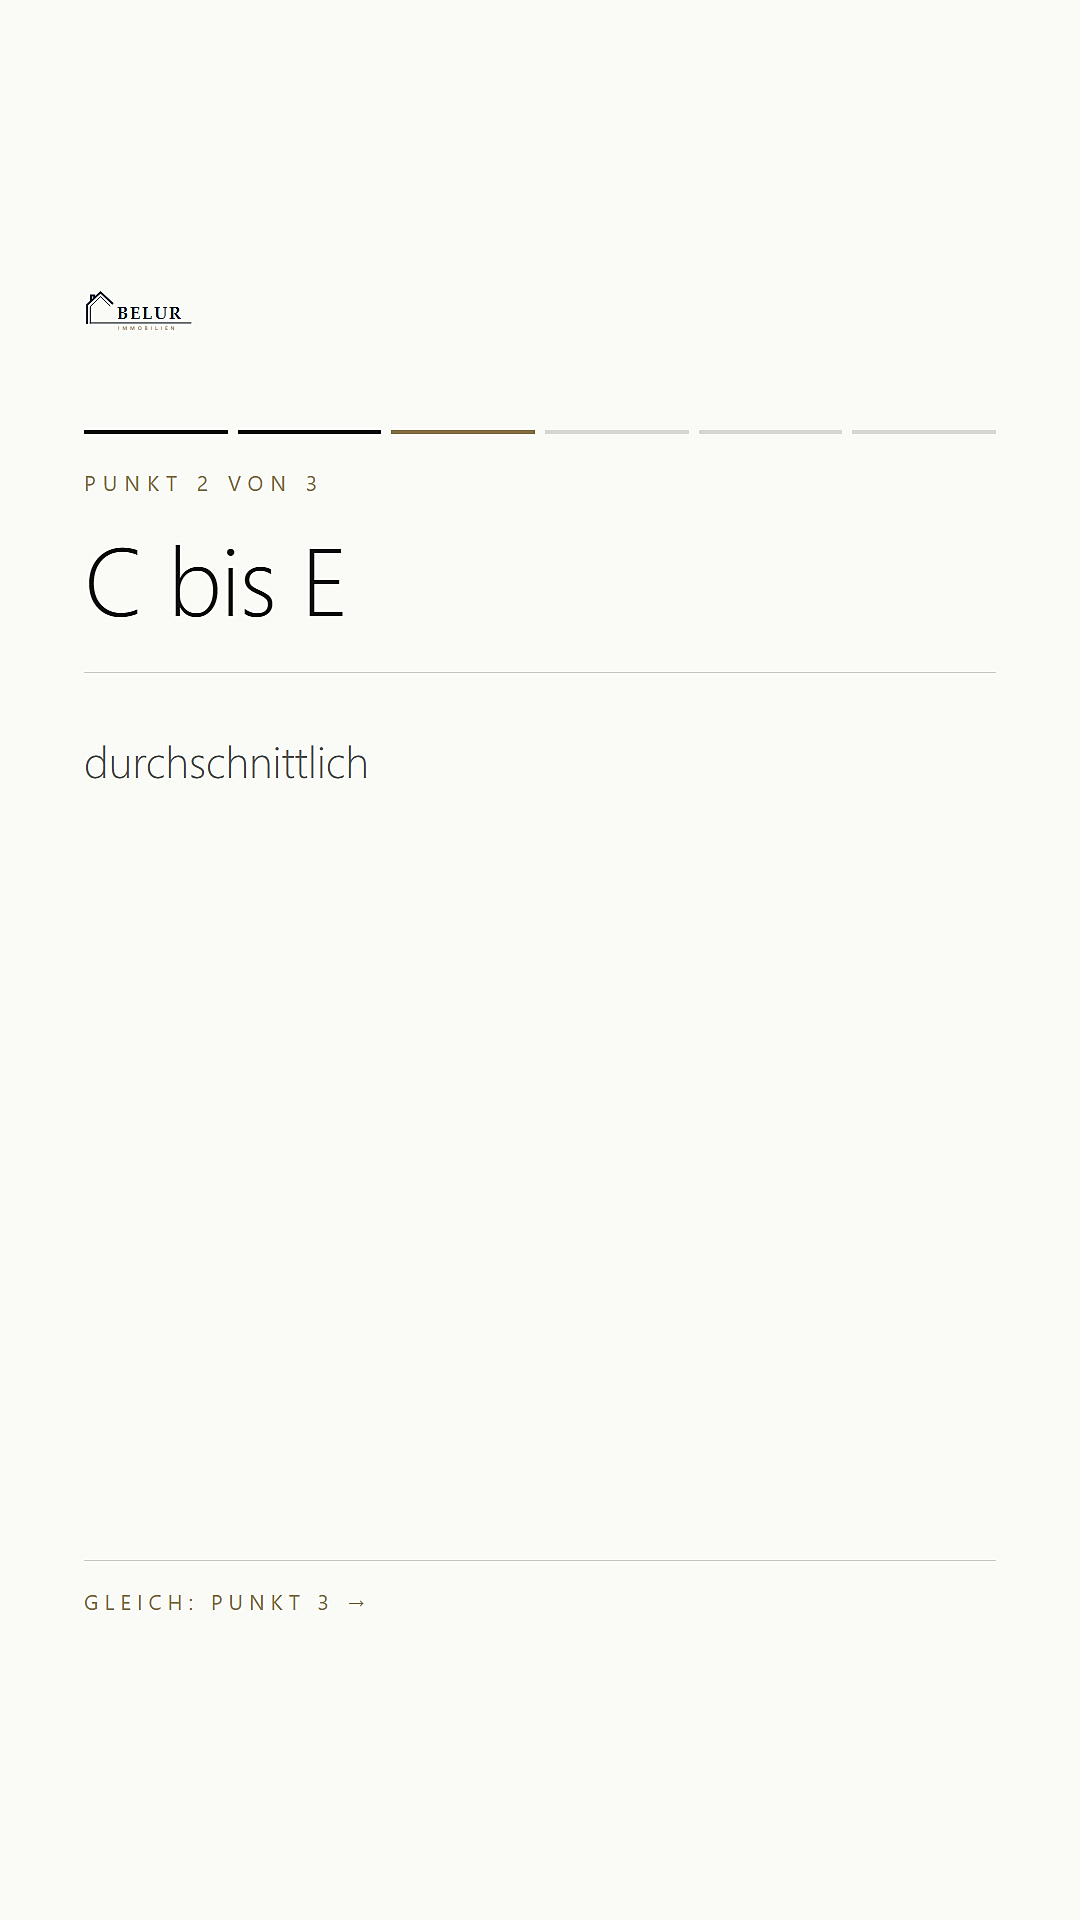 BELUR
IMMOBILIEN
PUNKT 2 VON 3
C bis E
durchschnittlich
GLEICH: PUNKT 3 →